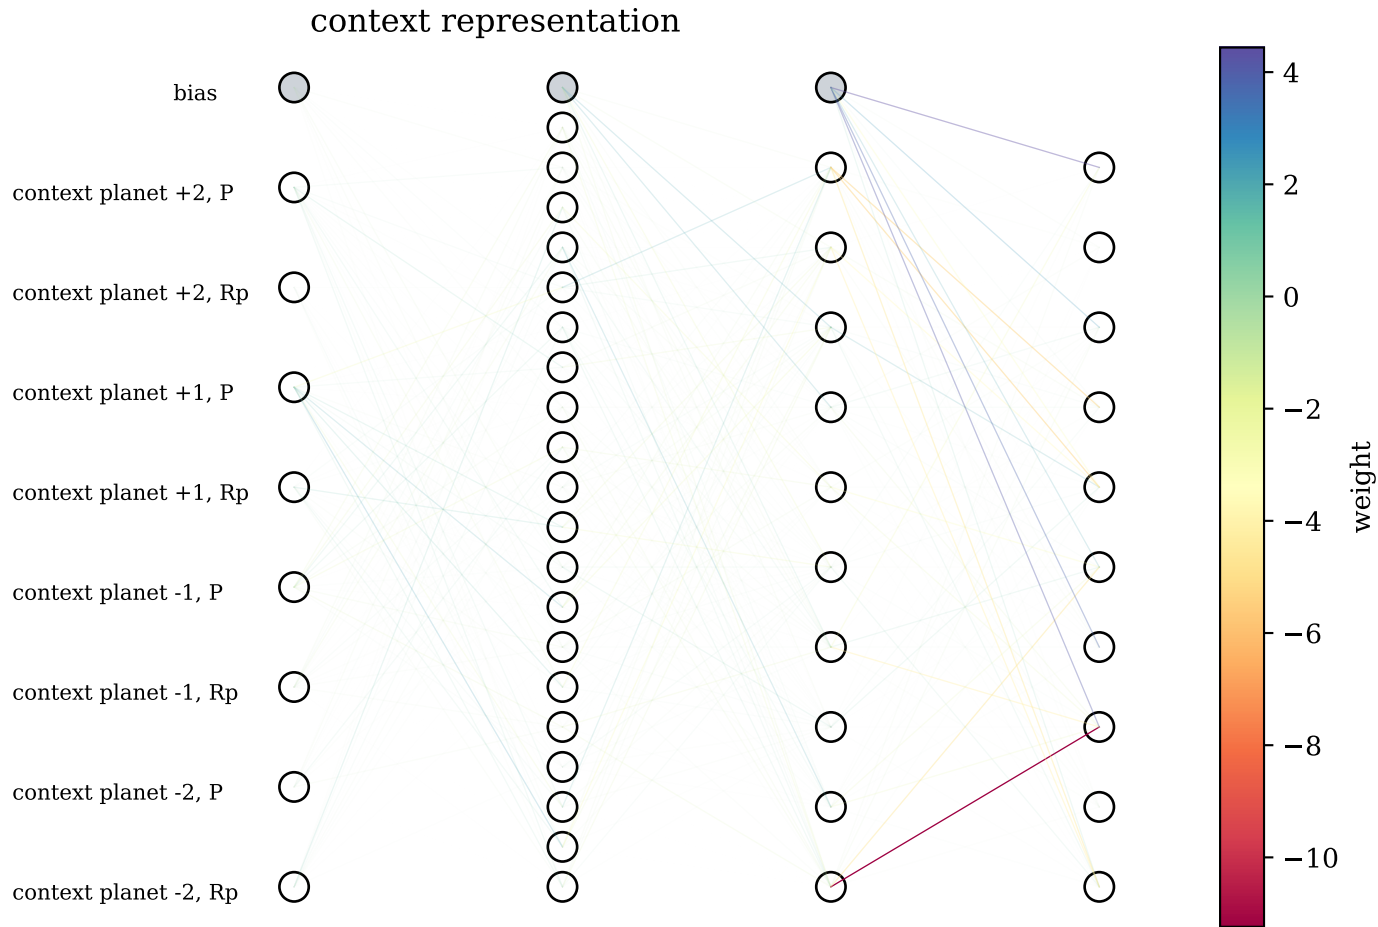 context representation
bias
context planet +2, P
context planet +2, Rp
context planet +1, P
context planet +1, Rp
context planet -1, P
context planet -1, Rp
context planet -2, P
context planet -2, Rp
4
2
0
−2
−4
−6
−8
−10
weight